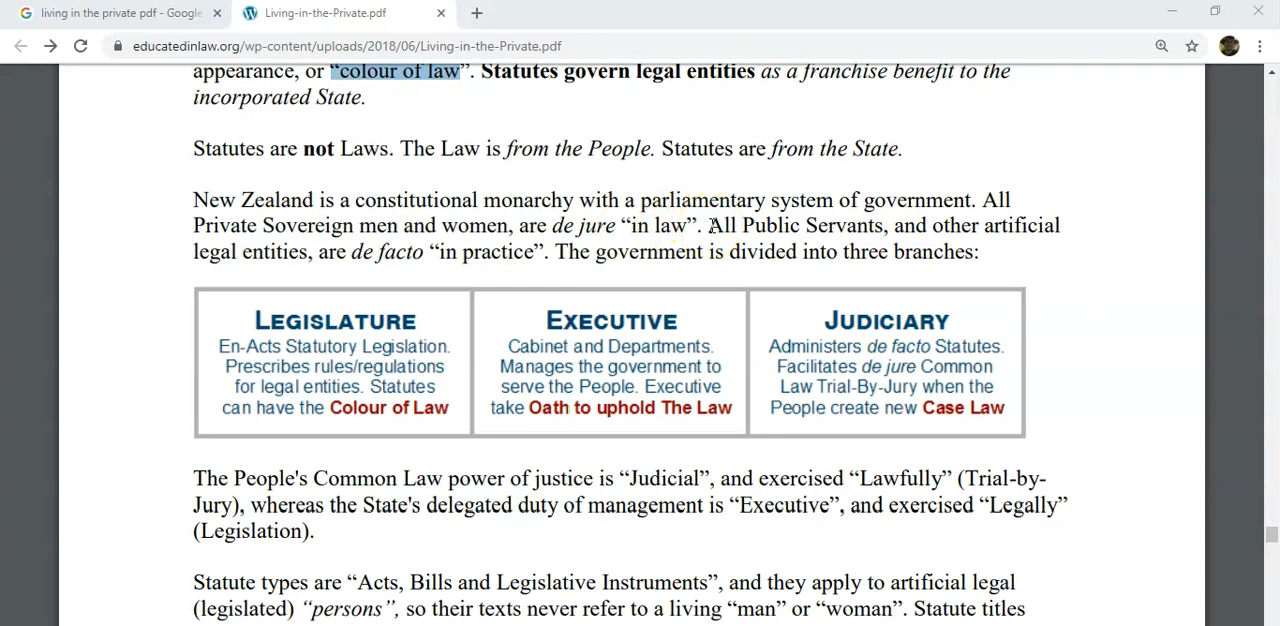 living in the private pdf - Google
Living-in-the-Private.pdf
educatedinlaw.org/wp-content/uploads/2018/06/Living-in-the-Private.pdf
appearance, or “colour of law”. Statutes govern legal entities as a franchise benefit to the
incorporated State.
Statutes are not Laws. The Law is from the People. Statutes are from the State.
New Zealand is a constitutional monarchy with a parliamentary system of government. All
Private Sovereign men and women, are de jure “in law”. All Public Servants, and other artificial
legal entities, are de facto “in practice”. The government is divided into three branches:
LEGISLATURE
En-Acts Statutory Legislation.
Prescribes rules/regulations
for legal entities. Statutes
can have the Colour of Law
EXECUTIVE
Cabinet and Departments.
Manages the government to
serve the People. Executive
take Oath to uphold The Law
JUDICIARY
Administers de facto Statutes.
Facilitates de jure Common
Law Trial-By-Jury when the
People create new Case Law
The People's Common Law power of justice is “Judicial”, and exercised “Lawfully” (Trial-by-
Jury), whereas the State's delegated duty of management is “Executive”, and exercised “Legally”
(Legislation).
Statute types are “Acts, Bills and Legislative Instruments”, and they apply to artificial legal
(legislated) “persons”, so their texts never refer to a living “man” or “woman”. Statute titles